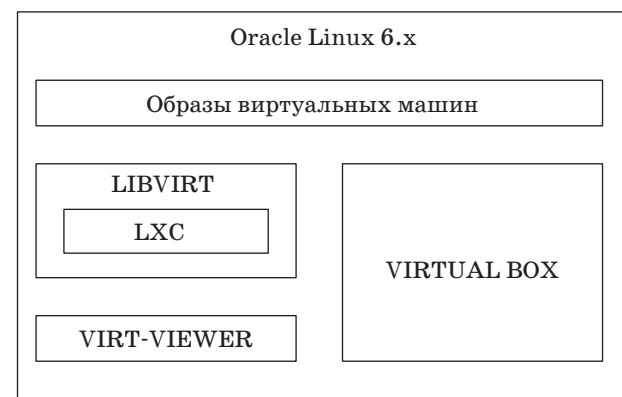 Oracle Linux 6.x
Образы виртуальных машин
LIBVIRT
LXC
VIRTUAL BOX
VIRT-VIEWER